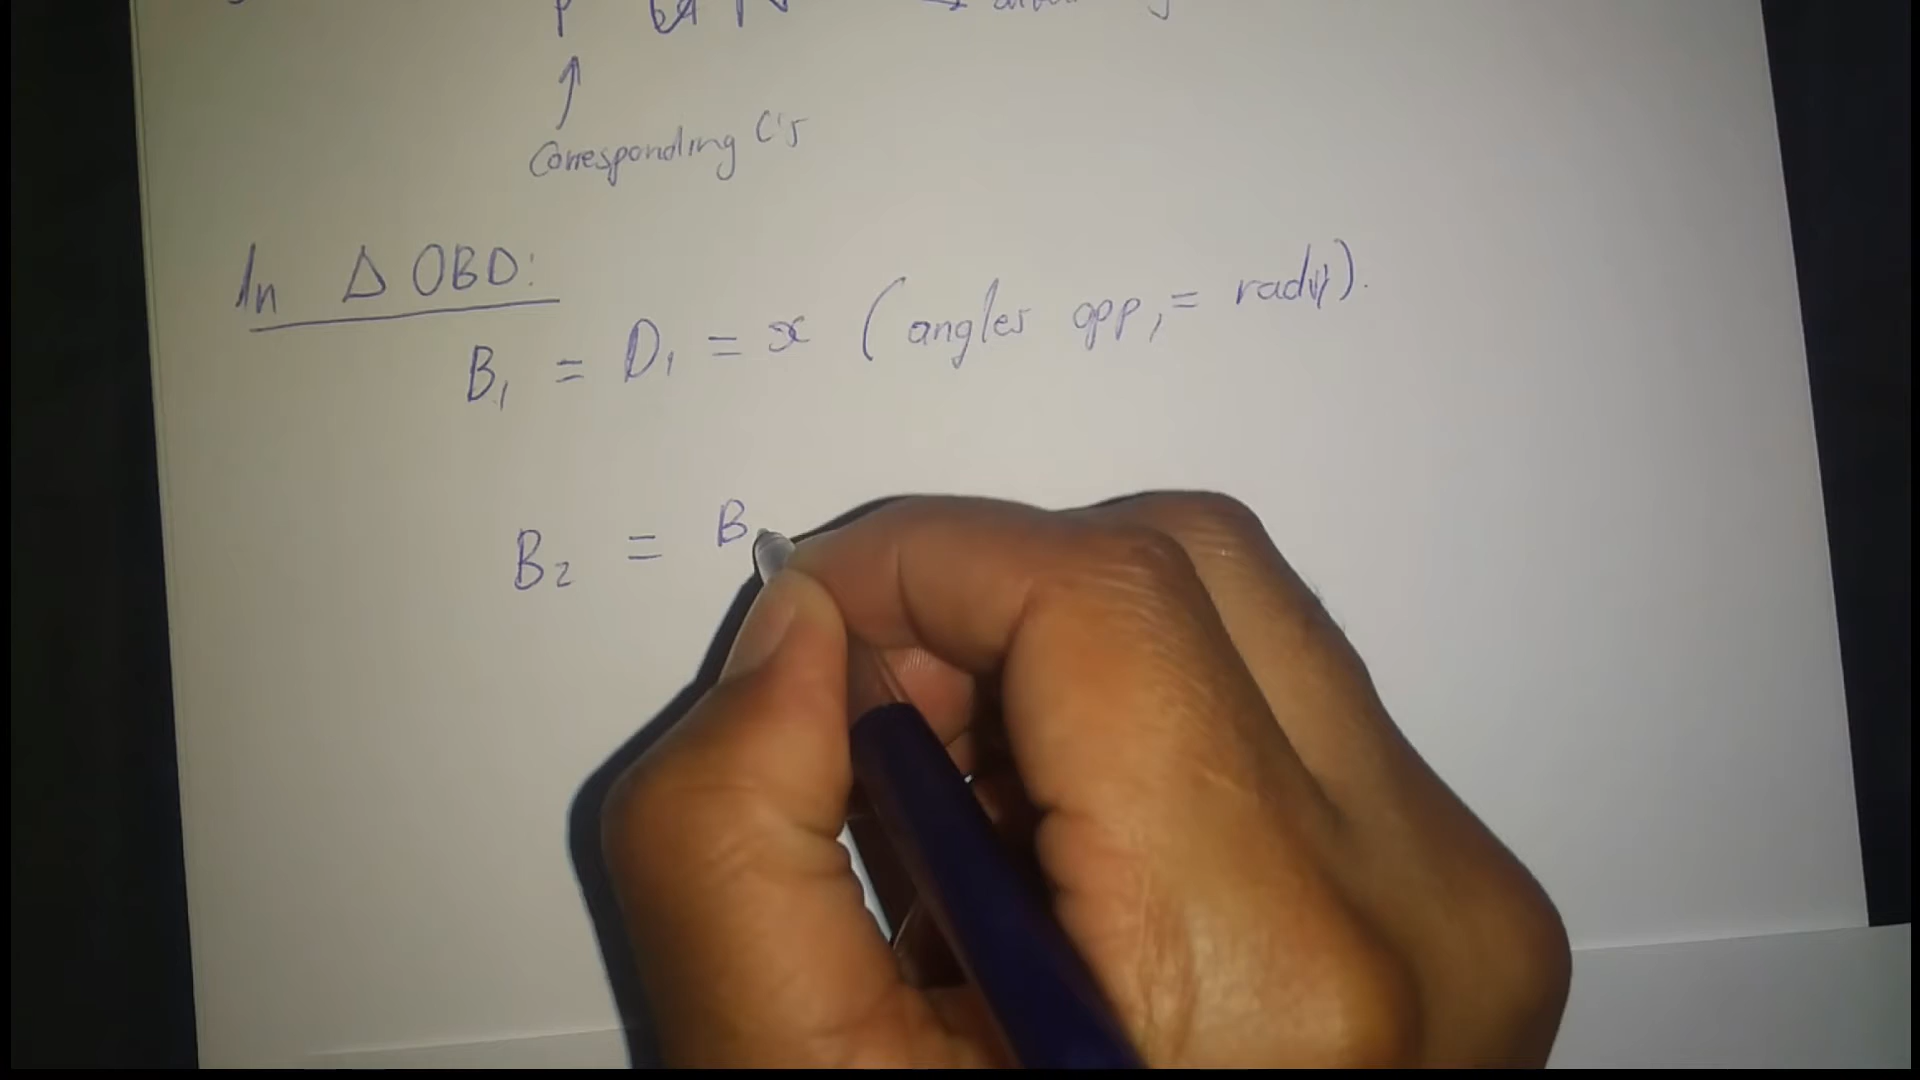 Corresponding C's
In Δ OBD:
B₁ = D₁ = x (angles opp, = radii).
B₂ = B